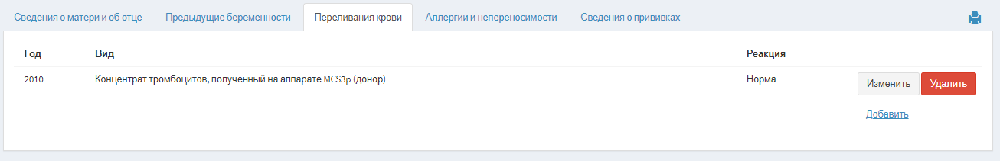 Сведения о матери и об отце Предыдущие беременности Переливания крови Аллергии и непереносимости Сведения о прививках
Год Вид Реакция
2010 Концентрат тромбоцитов, полученный на аппарате MCS3p (донор) Норма Изменить Удалить
Добавить